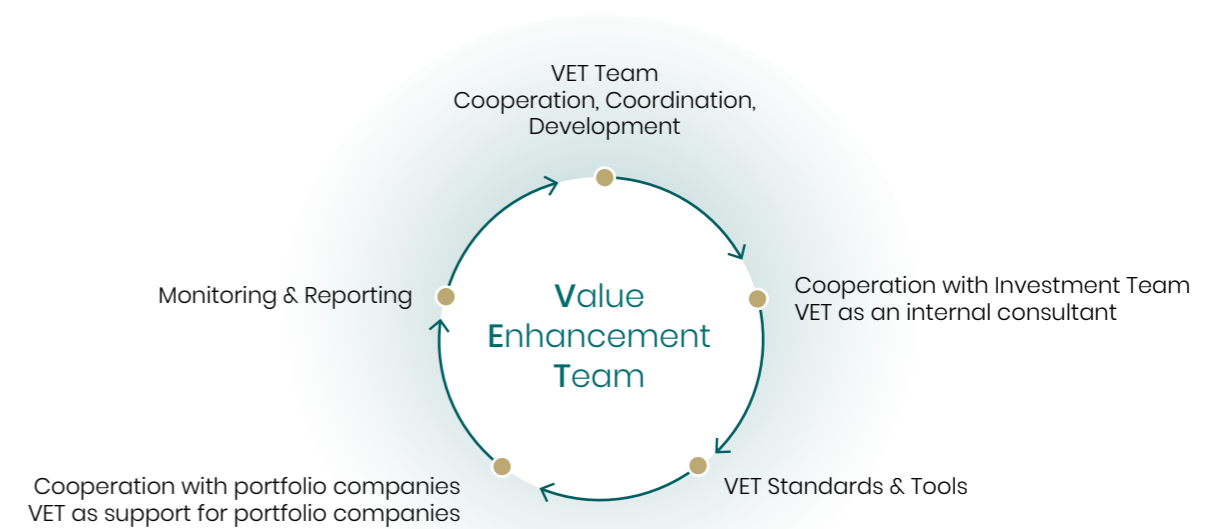 VET Team
Cooperation, Coordination,
Development
Cooperation with Investment Team
VET as an internal consultant
VET Standards & Tools
Cooperation with portfolio companies
VET as support for portfolio companies
Monitoring & Reporting
Value
Enhancement
Team